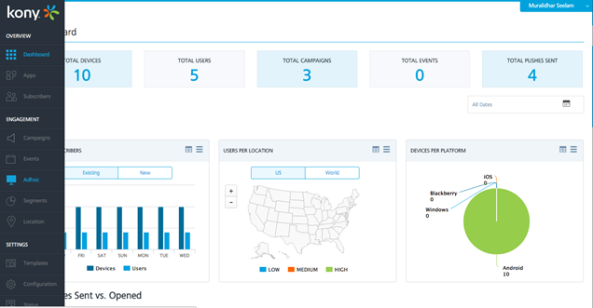 kony
Muralidhar Sodam
OVERVIEW
Dashboard
Apps
Subscribers
ENGAGEMENT
Campaigns
Events
Adhoc
Segments
Location
SETTINGS
Templates
Configuration
Status
ard
OTAL DEVICES
10
TOTAL USERS
5
TOTAL CAMPAIGNS
3
TOTAL EVENTS
0
TOTAL PUSHES SENT
4
All Dates
CRIBERS
Existing New
FRI SAT SUN MON TUE WED
Devices Users
USERS PER LOCATION
US World
+
-
LOW MEDIUM HIGH
DEVICES PER PLATFORM
iOS
0
Blackberry
0
Windows
0
Android
10
es Sent vs. Opened